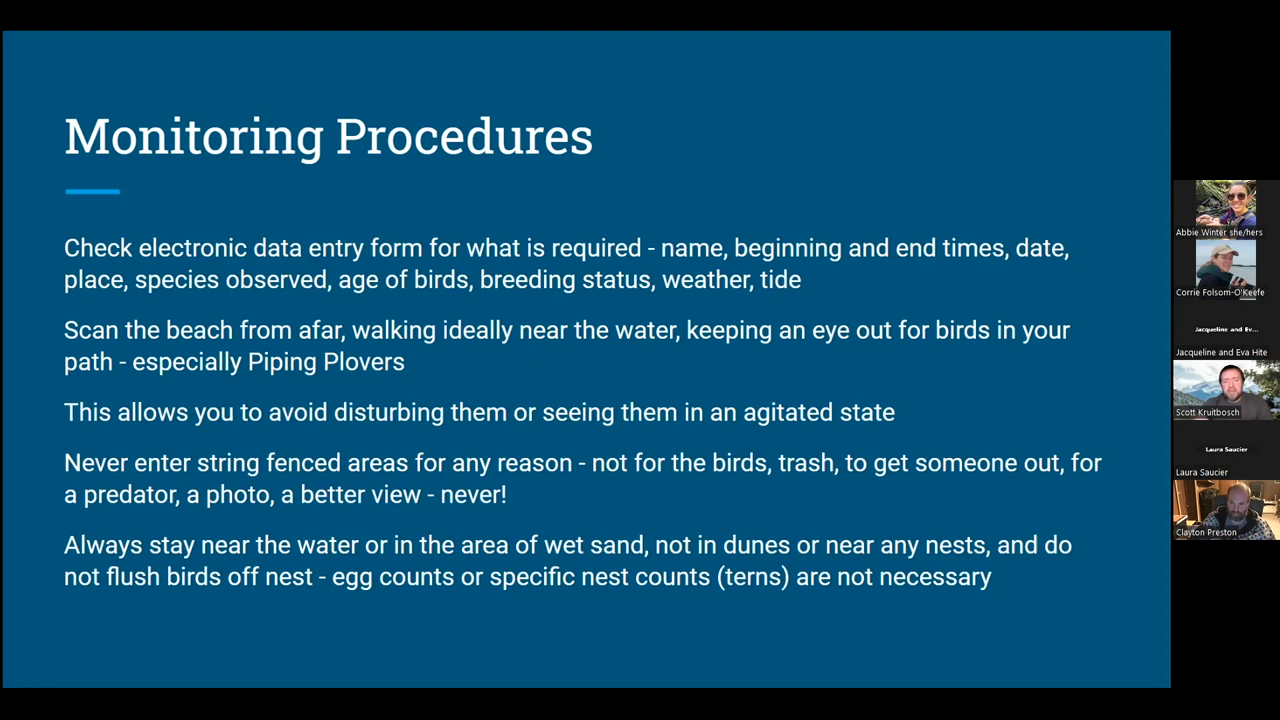 Monitoring Procedures
Check electronic data entry form for what is required - name, beginning and end times, date,
place, species observed, age of birds, breeding status, weather, tide
Scan the beach from afar, walking ideally near the water, keeping an eye out for birds in your
path - especially Piping Plovers
This allows you to avoid disturbing them or seeing them in an agitated state
Never enter string fenced areas for any reason - not for the birds, trash, to get someone out, for
a predator, a photo, a better view - never!
Always stay near the water or in the area of wet sand, not in dunes or near any nests, and do
not flush birds off nest - egg counts or specific nest counts (terns) are not necessary
Abbie Winter she/hers
Corrie Folsom-O'Keefe
Jacqueline and Ev...
Jacqueline and Eva Hite
Scott Kruitbosch
Laura Saucier
Laura Saucier
Clayton Preston